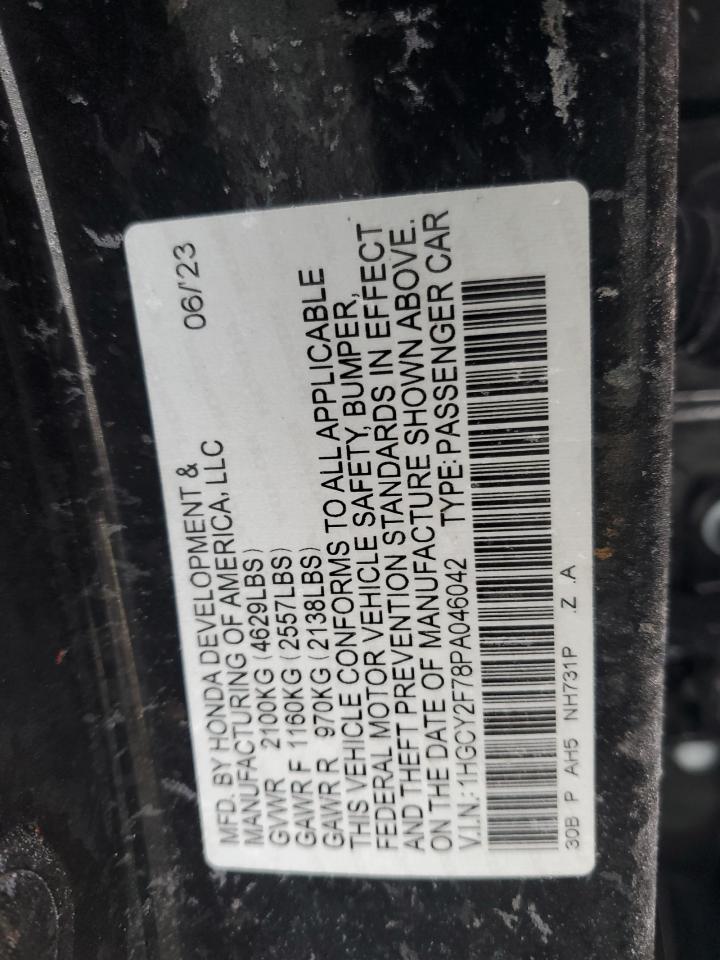 MFD. BY HONDA DEVELOPMENT & 06/'23
MANUFACTURING OF AMERICA, LLC
GVWR 2100KG (4629LBS)
GAWR F 1160KG (2557LBS)
GAWR R 970KG (2138LBS)
THIS VEHICLE CONFORMS TO ALL APPLICABLE
FEDERAL MOTOR VEHICLE SAFETY, BUMPER,
AND THEFT PREVENTION STANDARDS IN EFFECT
ON THE DATE OF MANUFACTURE SHOWN ABOVE.
V.I.N.: 1HGCY2F78PA046042 TYPE: PASSENGER CAR
30B P AH5 NH731P .Z .A